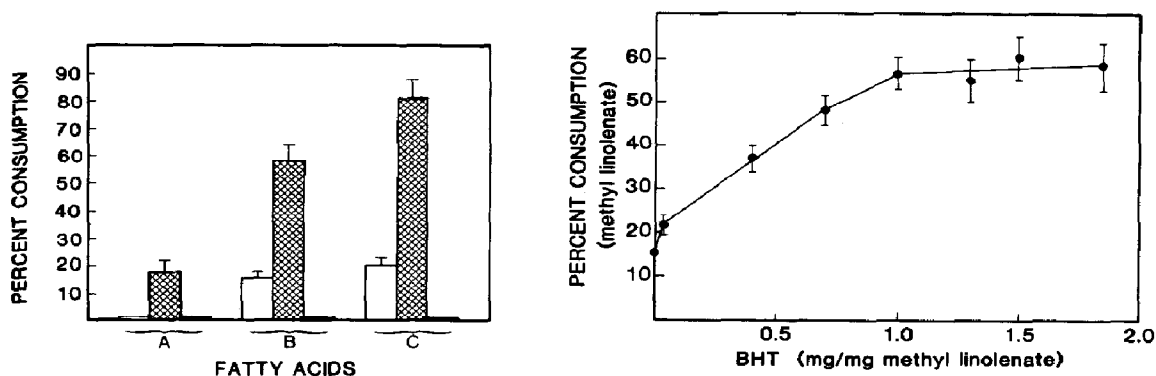 PERCENT CONSUMPTION
90
80
70
60
50
40
30
20
10
A
B
C
FATTY ACIDS
PERCENT CONSUMPTION
(methyl linolenate)
60
50
40
30
20
10
0.5
1.0
1.5
2.0
BHT (mg/mg methyl linolenate)